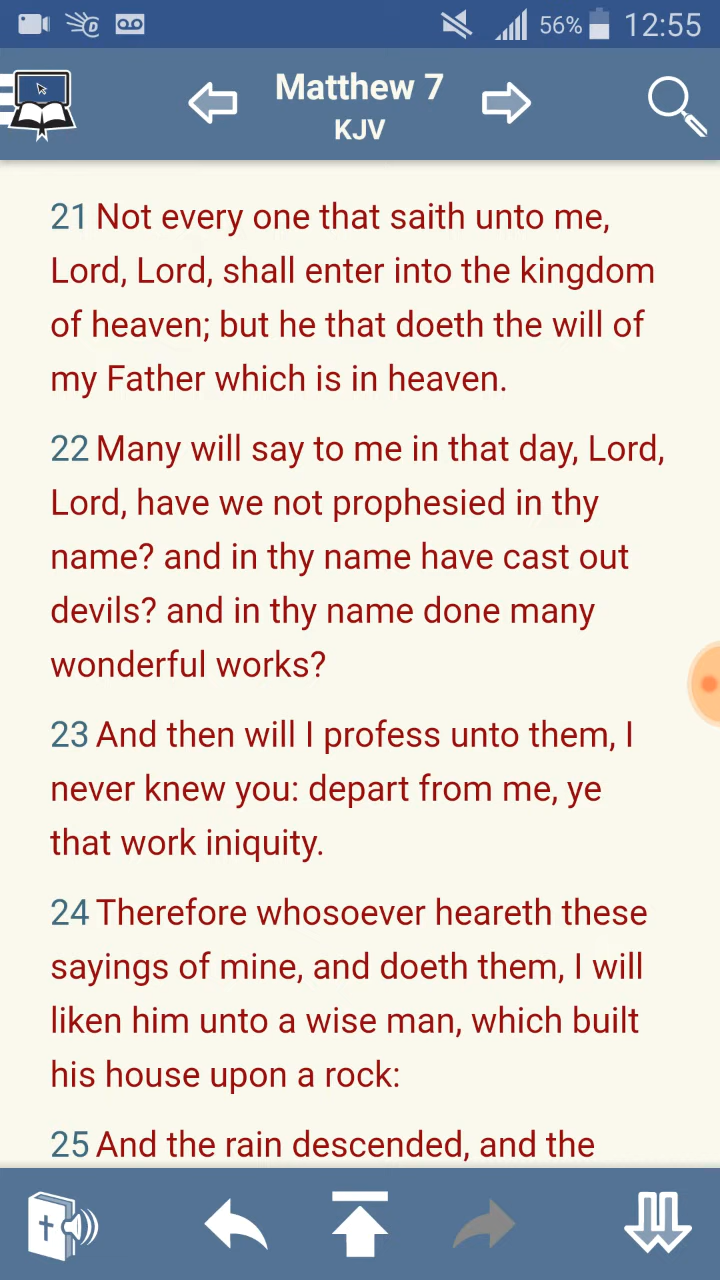 56% 12:55
Matthew 7
KJV
21 Not every one that saith unto me,
Lord, Lord, shall enter into the kingdom
of heaven; but he that doeth the will of
my Father which is in heaven.
22 Many will say to me in that day, Lord,
Lord, have we not prophesied in thy
name? and in thy name have cast out
devils? and in thy name done many
wonderful works?
23 And then will I profess unto them, I
never knew you: depart from me, ye
that work iniquity.
24 Therefore whosoever heareth these
sayings of mine, and doeth them, I will
liken him unto a wise man, which built
his house upon a rock:
25 And the rain descended, and the